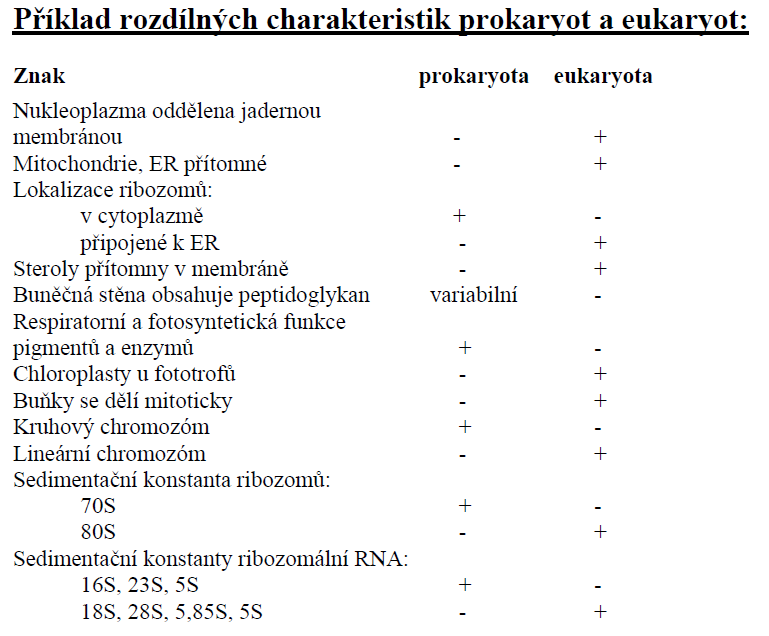 Příklad rozdílných charakteristik prokaryot a eukaryot:
Znak prokaryota eukaryota
Nukleoplazma oddělena jadernou
membránou - +
Mitochondrie, ER přítomné - +
Lokalizace ribozomů:
v cytoplazmě + -
připojené k ER - +
Steroly přítomny v membráně - +
Buněčná stěna obsahuje peptidoglykan variabilní -
Respiratorní a fotosyntetická funkce
pigmentů a enzymů + -
Chloroplasty u fototrofů - +
Buňky se dělí mitoticky - +
Kruhový chromozóm + -
Lineární chromozóm - +
Sedimentační konstanta ribozomů:
70S + -
80S - +
Sedimentační konstanty ribozomální RNA:
16S, 23S, 5S + -
18S, 28S, 5,85S, 5S - +